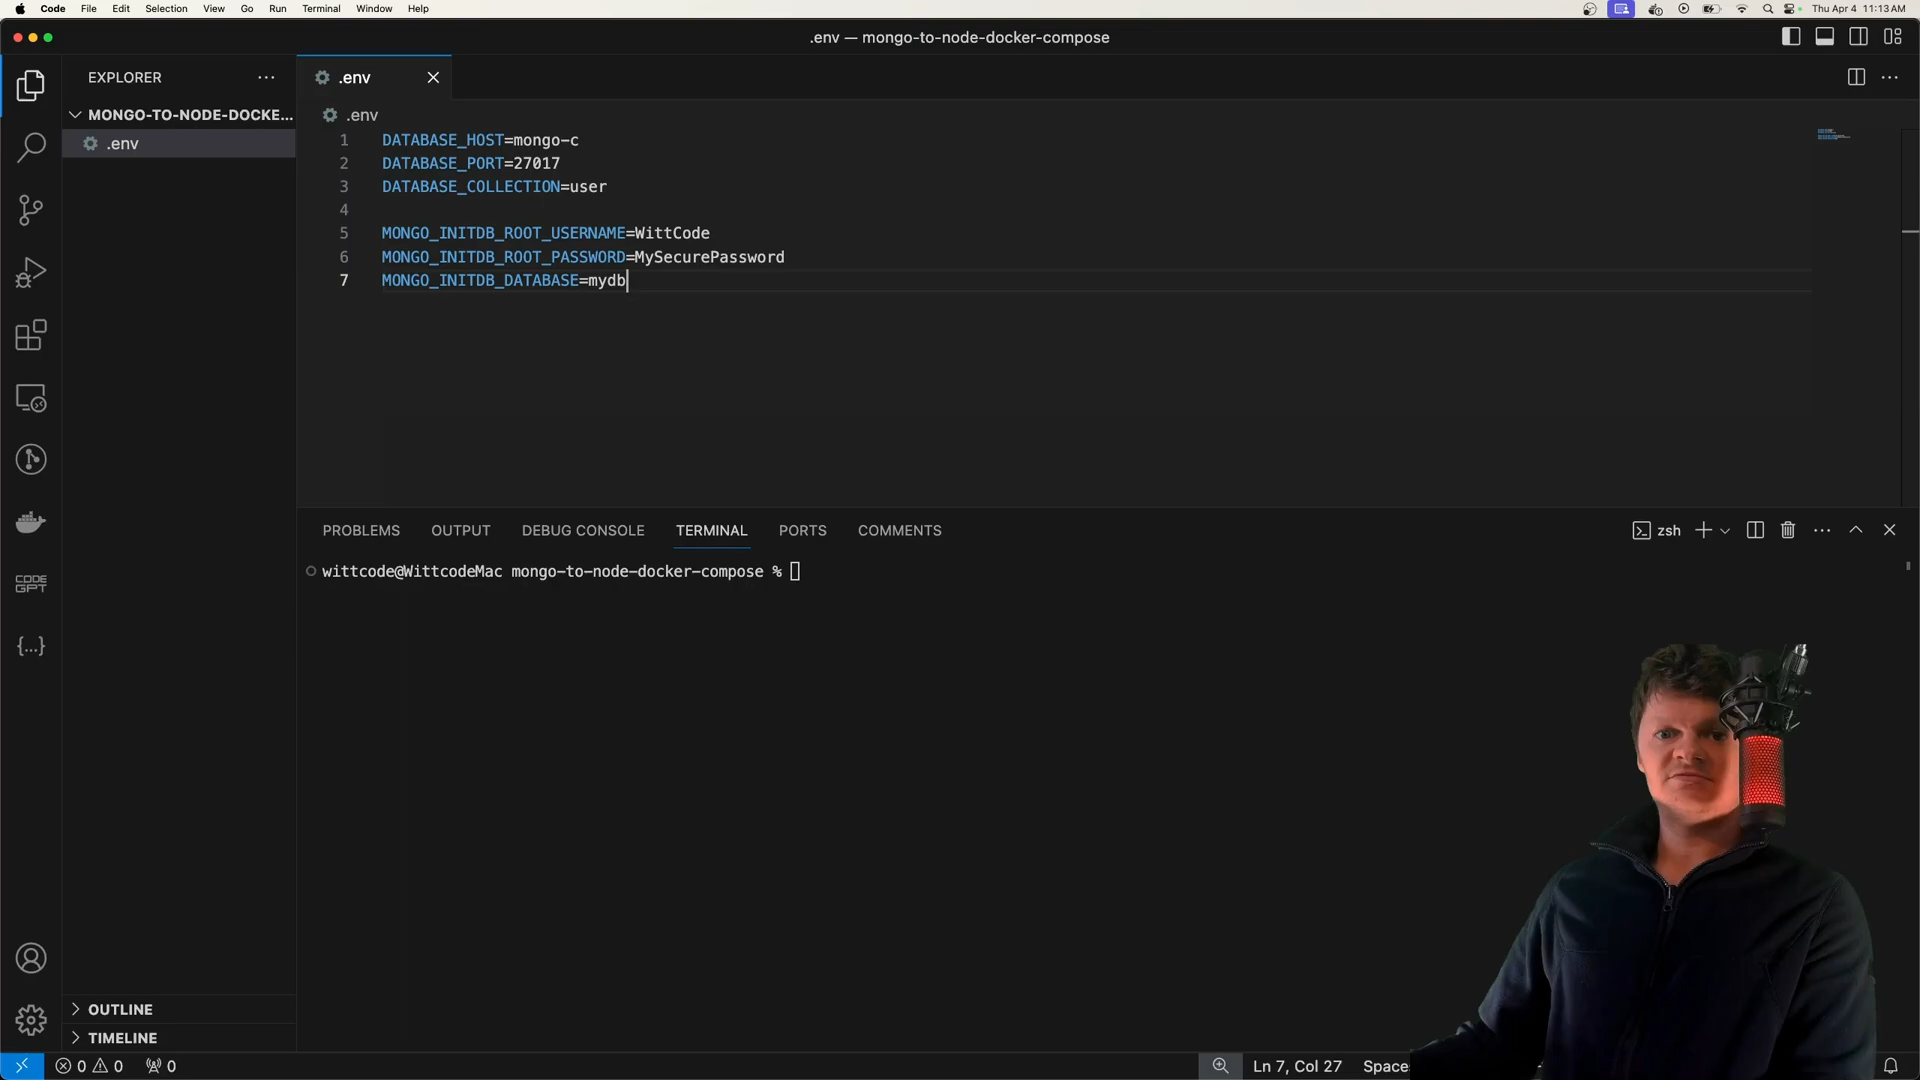 Code File Edit Selection View Go Run Terminal Window Help Thu Apr 4 11:13 AM
.env — mongo-to-node-docker-compose
EXPLORER
.env
MONGO-TO-NODE-DOCKE...
.env
.env
1 DATABASE_HOST=mongo-c
2 DATABASE_PORT=27017
3 DATABASE_COLLECTION=user
4
5 MONGO_INITDB_ROOT_USERNAME=WittCode
6 MONGO_INITDB_ROOT_PASSWORD=MySecurePassword
7 MONGO_INITDB_DATABASE=mydb
PROBLEMS OUTPUT DEBUG CONSOLE TERMINAL PORTS COMMENTS zsh
wittcode@WittcodeMac mongo-to-node-docker-compose %
CODE
GPT
OUTLINE
TIMELINE
0 0 0 Ln 7, Col 27